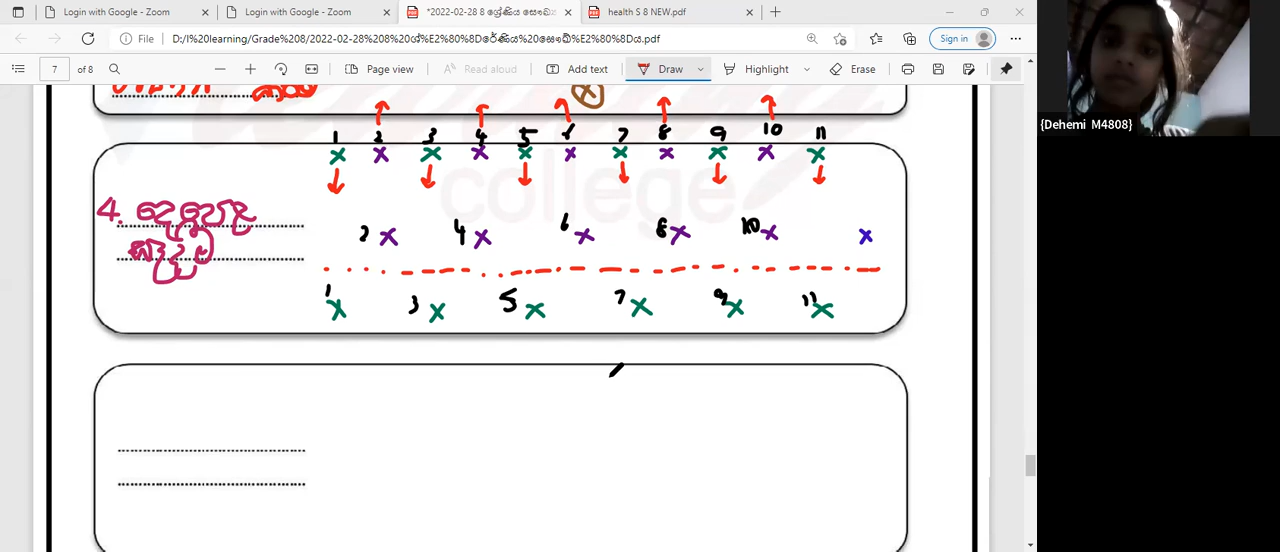 Login with Google - Zoom
Login with Google - Zoom
*2022-02-28 8 ශ්‍රේණිය සෞඛ්‍ය
health S 8 NEW.pdf
File
D:/I%20learning/Grade%208/2022-02-28%208%20ශ්%E2%80%8Dරේණිය%20සෞඛ්%E2%80%8Dය.pdf
Sign in
7 of 8
Page view
Read aloud
Add text
Draw
Highlight
Erase
{Dehemi M4808}
1 2 3 4 5 6 7 8 9 10 11
x x x x x x x x x x x
college
4.
2 x 4 x 6 x 8 x 10 x x
1 x 3 x 5 x 7 x 9 x 11 x